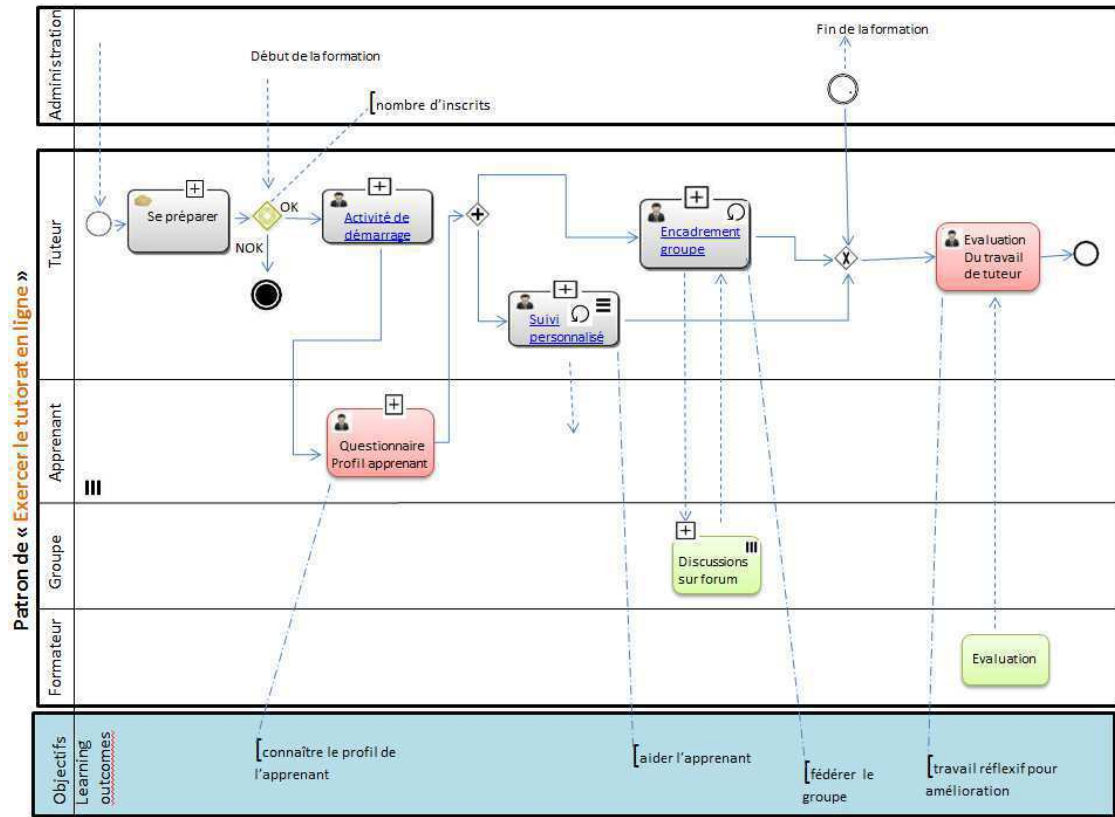 Patron de « Exercer le tutorat en ligne »
Administration
Début de la formation
[nombre d'inscrits
Fin de la formation
Tuteur
Se préparer
OK
NOK
Activité de
démarrage
Encadrement
groupe
Suivi
personnalisé
Evaluation
Du travail
de tuteur
Apprenant
Questionnaire
Profil apprenant
Groupe
Discussions
sur forum
Formateur
Evaluation
Objectifs
Learning
outcomes
[connaître le profil de
l'apprenant
[aider l'apprenant
[fédérer le
groupe
[travail réflexif pour
amélioration